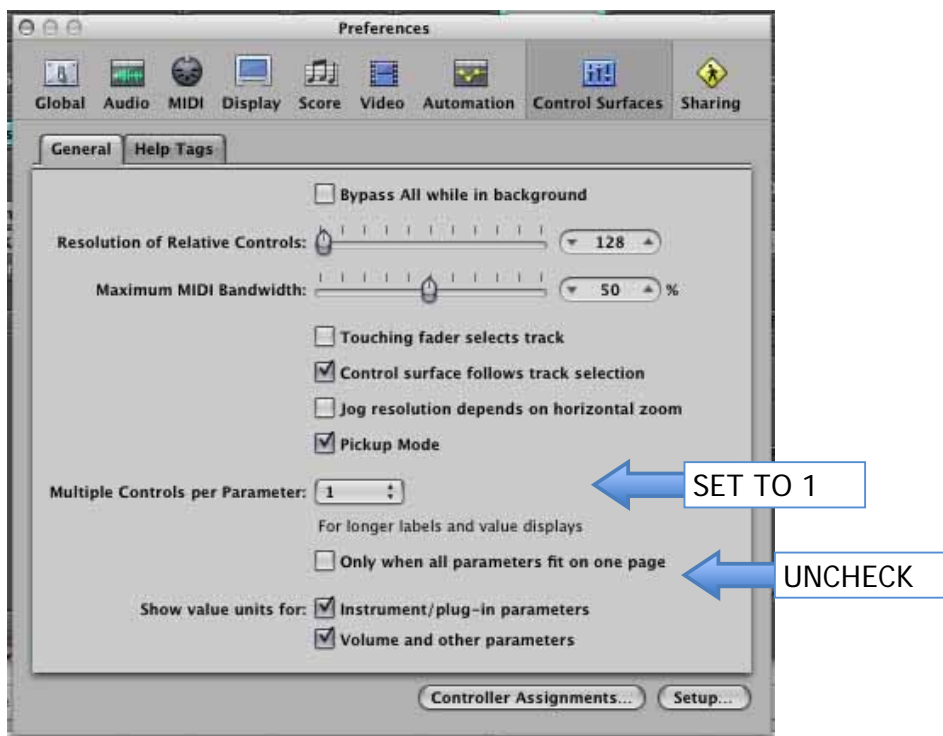 Preferences
Global Audio MIDI Display Score Video Automation Control Surfaces Sharing
General Help Tags
Bypass All while in background
Resolution of Relative Controls: 128
Maximum MIDI Bandwidth: 50 %
Touching fader selects track
Control surface follows track selection
Jog resolution depends on horizontal zoom
Pickup Mode
Multiple Controls per Parameter: 1
SET TO 1
For longer labels and value displays
Only when all parameters fit on one page
UNCHECK
Show value units for: Instrument/plug-in parameters
Volume and other parameters
Controller Assignments... Setup...